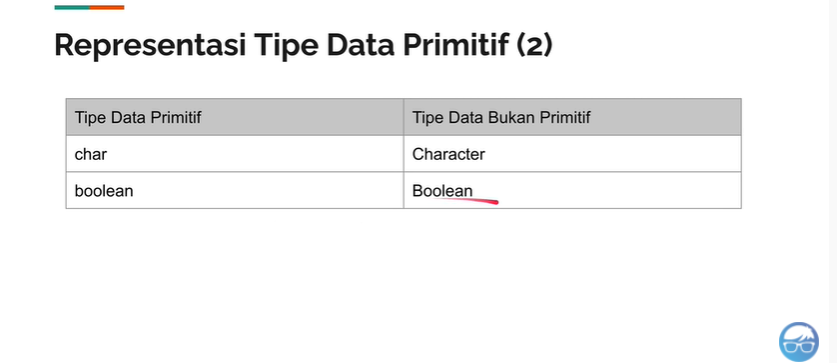 Representasi Tipe Data Primitif (2)
Tipe Data Primitif Tipe Data Bukan Primitif
char Character
boolean Boolean